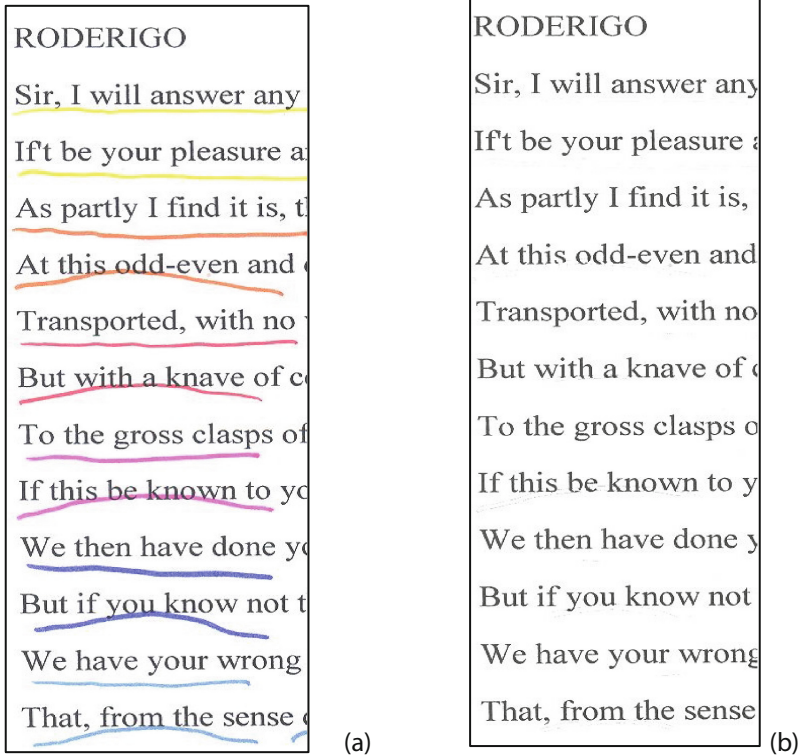 RODERIGO
Sir, I will answer any
If't be your pleasure
As partly I find it is,
At this odd-even and
Transported, with no
But with a knave of
To the gross clasps of
If this be known to
We then have done
But if you know not
We have your wrong
That, from the sense
(a)
RODERIGO
Sir, I will answer any
If't be your pleasure
As partly I find it is,
At this odd-even and
Transported, with no
But with a knave of
To the gross clasps
If this be known to
We then have done
But if you know not
We have your wrong
That, from the sense
(b)